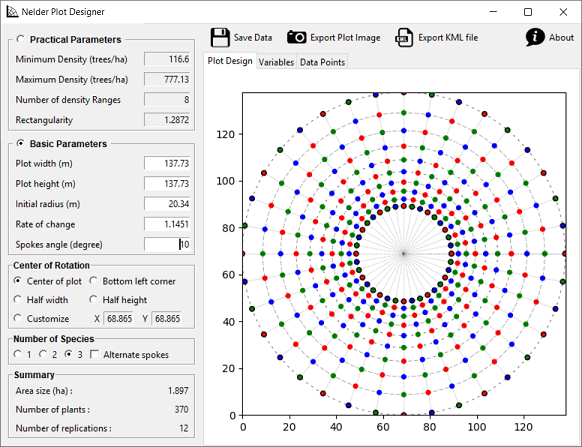 Nelder Plot Designer
Practical Parameters
Minimum Density (trees/ha) 116.6
Maximum Density (trees/ha) 777.13
Number of density Ranges 8
Rectangularity 1.2872
Basic Parameters
Plot width (m) 137.73
Plot height (m) 137.73
Initial radius (m) 20.34
Rate of change 1.1451
Spokes angle (degree) 10
Center of Rotation
Center of plot Bottom left corner
Half width Half height
Customize X 68.865 Y 68.865
Number of Species
1 2 3 Alternate spokes
Summary
Area size (ha) : 1.897
Number of plants : 370
Number of replications : 12
Save Data Export Plot Image Export KML file About
KML
Plot Design Variables Data Points
120
100
80
60
40
20
0
0 20 40 60 80 100 120